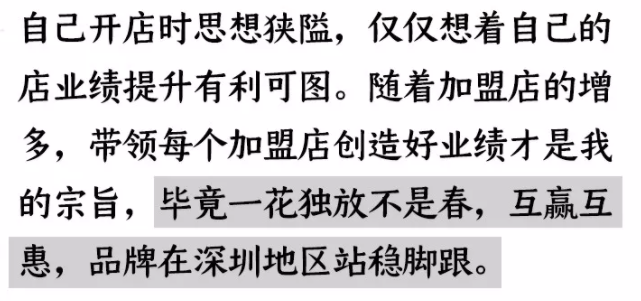 自己开店时思想狭隘，仅仅想着自己的
店业绩提升有利可图。随着加盟店的增
多，带领每个加盟店创造好业绩才是我
的宗旨，毕竟一花独放不是春，互赢互
惠，品牌在深圳地区站稳脚跟。